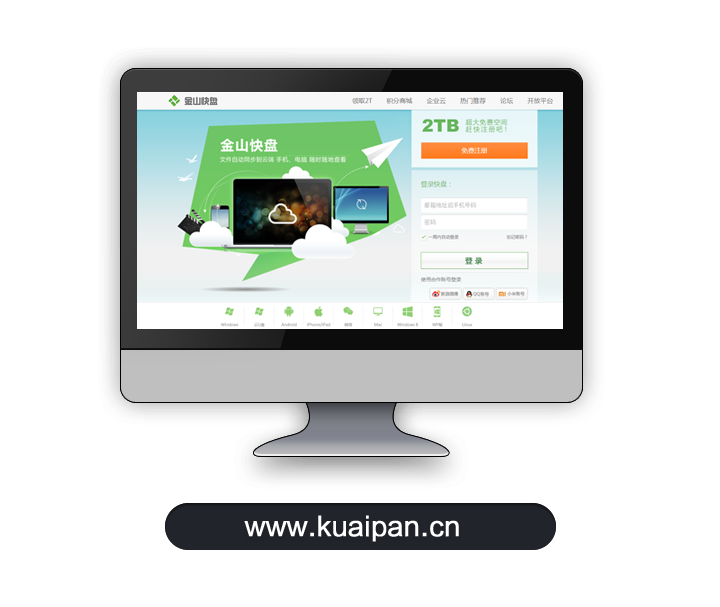 金山快盘
领取2T 积分商城 企业云 热门推荐 论坛 开放平台
金山快盘
文件自动同步到云端 手机、电脑 随时随地查看
2TB 超大免费空间
赶快注册吧!
免费注册
登录快盘:
邮箱地址或手机号码
密码
一周内自动登录 忘记密码?
登 录
使用合作账号登录
新浪微博 QQ账号 小米账号
Windows Android iPhone/iPad Mac Windows 8 Linux
www.kuaipan.cn